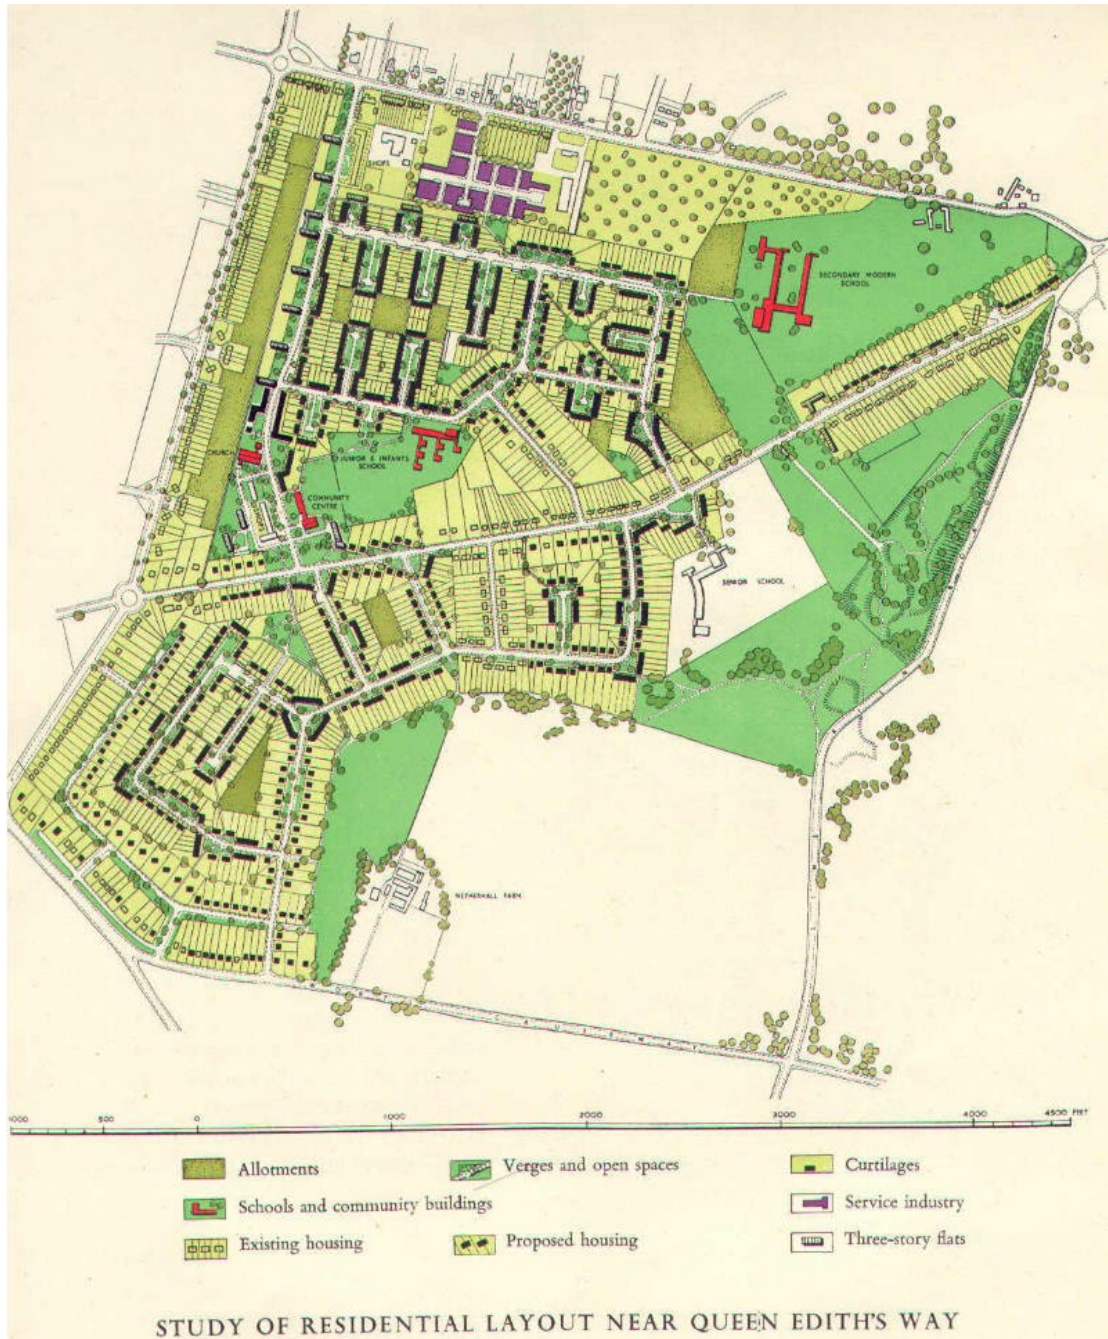 SHOPS
SECONDARY MODERN
SCHOOL
CHURCH
JUNIOR & INFANTS
SCHOOL
COMMUNITY
CENTRE
SENIOR SCHOOL
NETHERHALL FARM
CAUSEWAY
500 0 1000 2000 3000 4000 4500 FEET
Allotments
Verges and open spaces
Curtilages
Schools and community buildings
Service industry
Existing housing
Proposed housing
Three-story flats
STUDY OF RESIDENTIAL LAYOUT NEAR QUEEN EDITH'S WAY